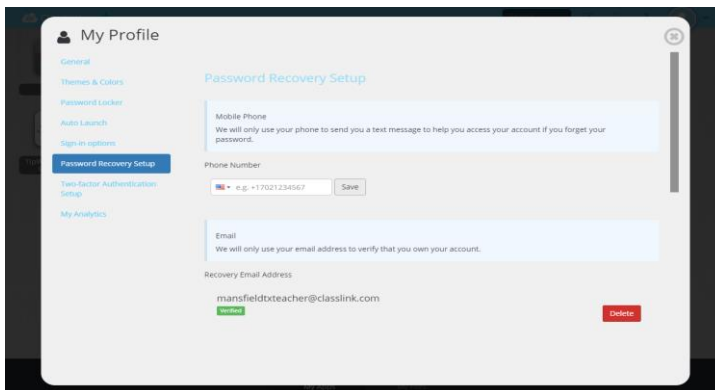 My Profile
General
Themes & Colors
Password Locker
Auto Launch
Sign-in options
Password Recovery Setup
Two-factor Authentication
Setup
My Analytics
Password Recovery Setup
Mobile Phone
We will only use your phone to send you a text message to help you access your account if you forget your
password.
Phone Number
e.g. +17021234567
Save
Email
We will only use your email address to verify that you own your account.
Recovery Email Address
mansfieldtxteacher@classlink.com
Verified
Delete